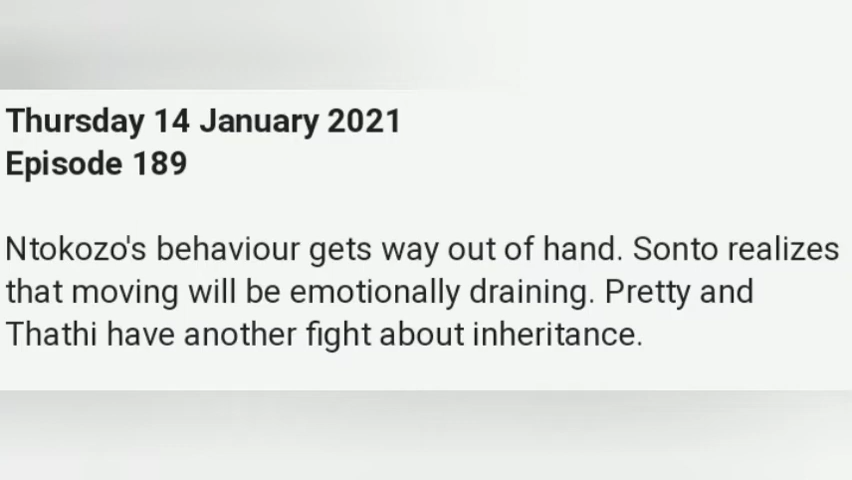 Thursday 14 January 2021
Episode 189
Ntokozo's behaviour gets way out of hand. Sonto realizes
that moving will be emotionally draining. Pretty and
Thathi have another fight about inheritance.